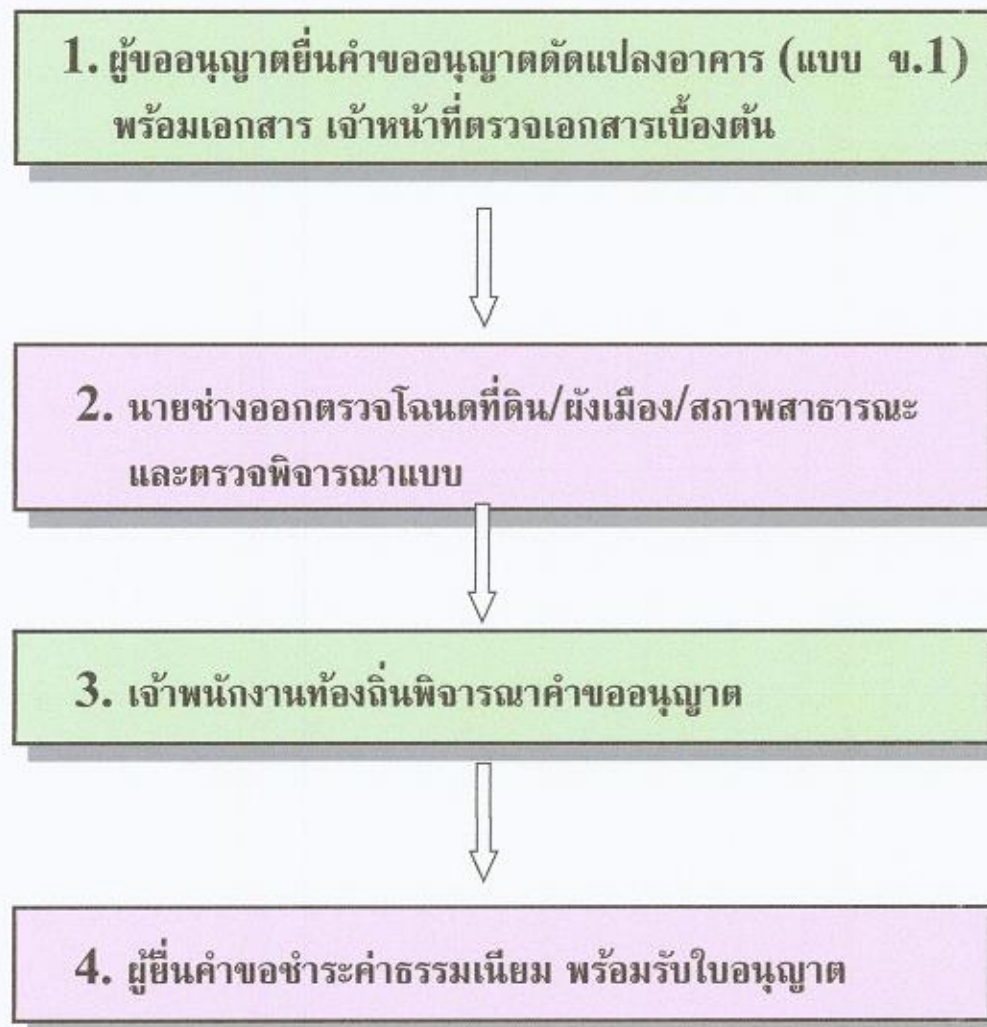 1. ผู้ขออนุญาตยื่นคำขออนุญาตดัดแปลงอาคาร (แบบ ข.1)
พร้อมเอกสาร เจ้าหน้าที่ตรวจเอกสารเบื้องต้น
2. นายช่างออกตรวจโฉนดที่ดิน/ผังเมือง/สภาพสาธารณะ
และตรวจพิจารณาแบบ
3. เจ้าพนักงานท้องถิ่นพิจารณาคำขออนุญาต
4. ผู้ยื่นคำขอชำระค่าธรรมเนียม พร้อมรับใบอนุญาต